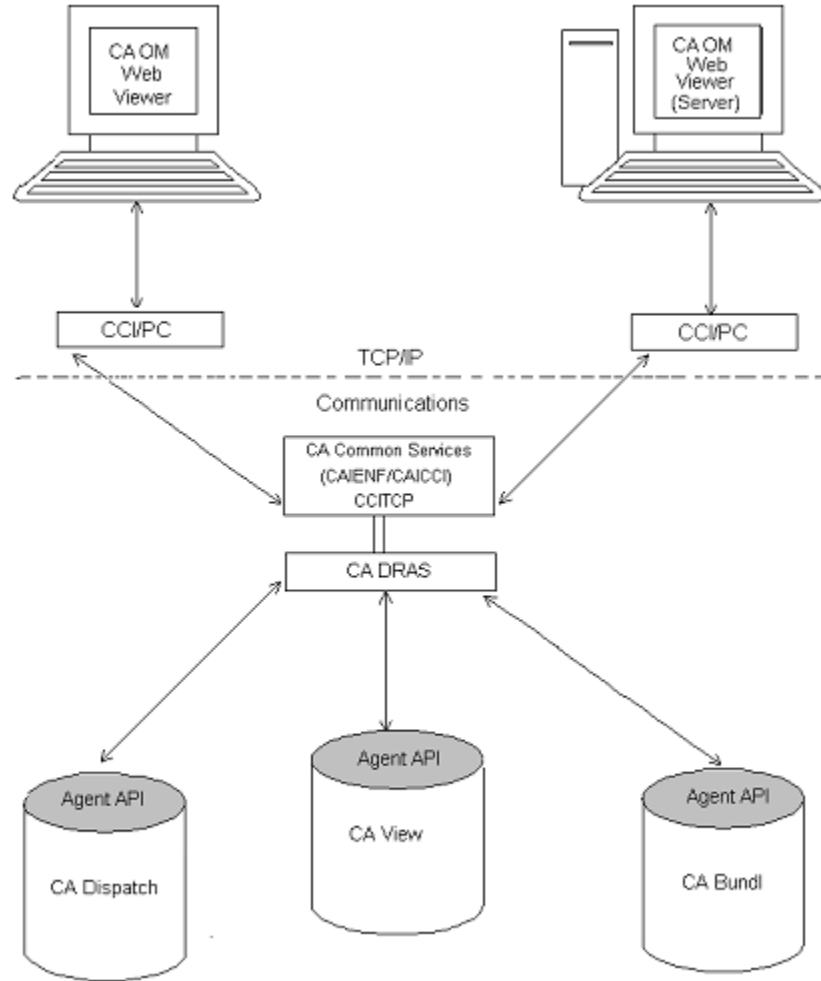 CA OM
Web
Viewer
CA OM
Web
Viewer
(Server)
CCI/PC
CCI/PC
TCP/IP
Communications
CA Common Services
(CAIENF/CAICCI)
CCITCP
CA DRAS
Agent API
CA Dispatch
Agent API
CA View
Agent API
CA Bundl